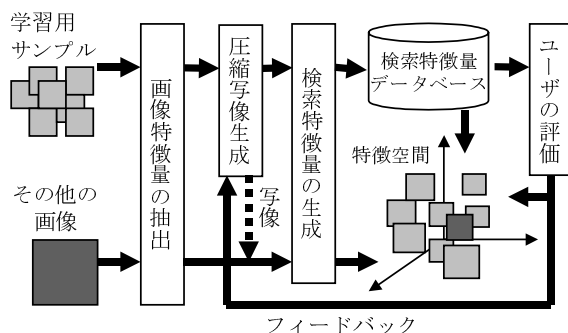 学習用
サンプル
その他の
画像
画像特徴量の抽出
圧縮写像生成
写像
検索特徴量の生成
検索特徴量
データベース
特徴空間
ユーザの評価
フィードバック